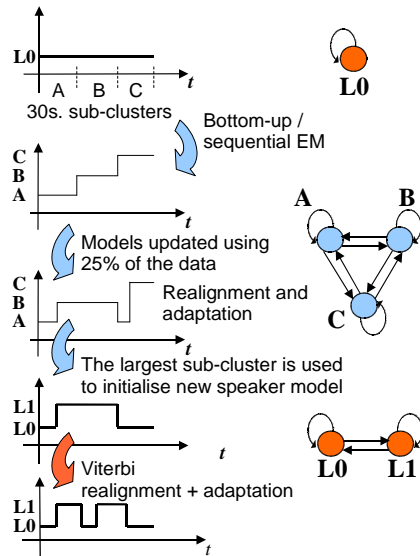 L0
t
A B C
30s. sub-clusters
L0
Bottom-up /
sequential EM
C
B
A
t
A B
C
Models updated using
25% of the data
C
B
A
Realignment and
adaptation
t
The largest sub-cluster is used
to initialise new speaker model
L1
L0
t
L0 L1
Viterbi
realignment + adaptation
L1
L0
t